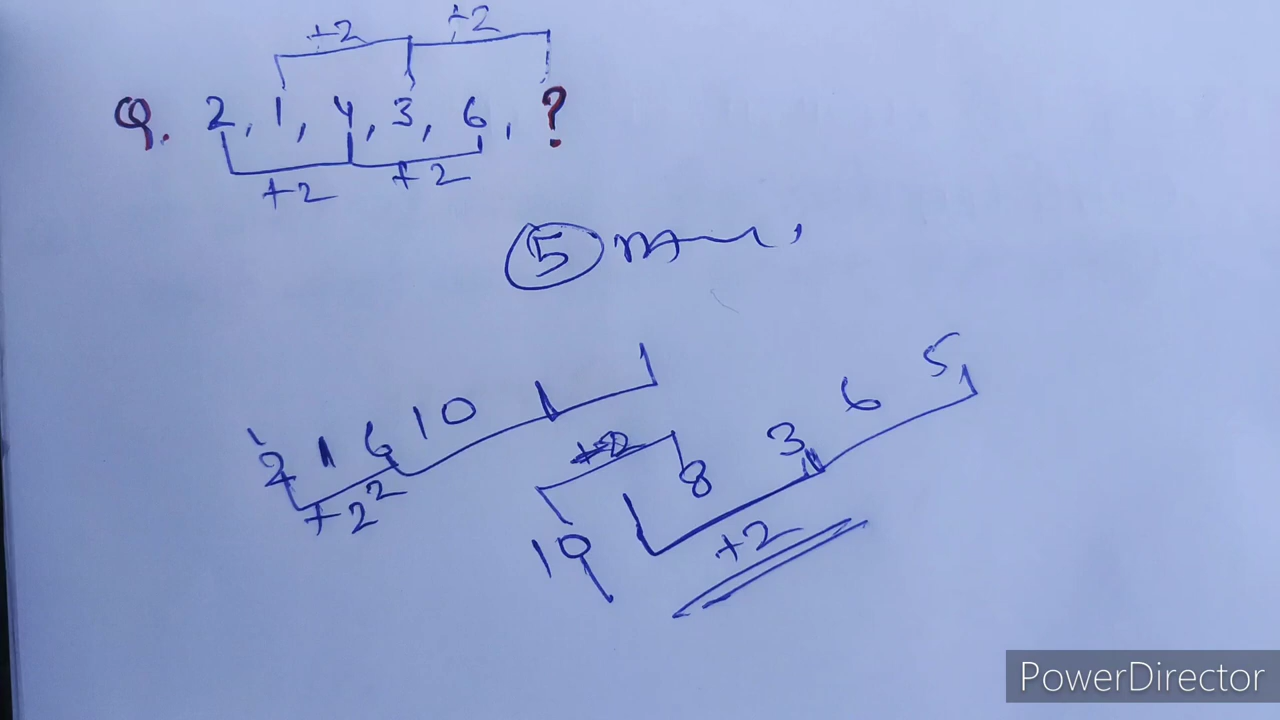 +2 +2
Q. 2, 1, 4, 3, 6, ?
+2 +2
5
2 1 6 10
+2²
+2
10 8 3 6 5
+2
PowerDirector